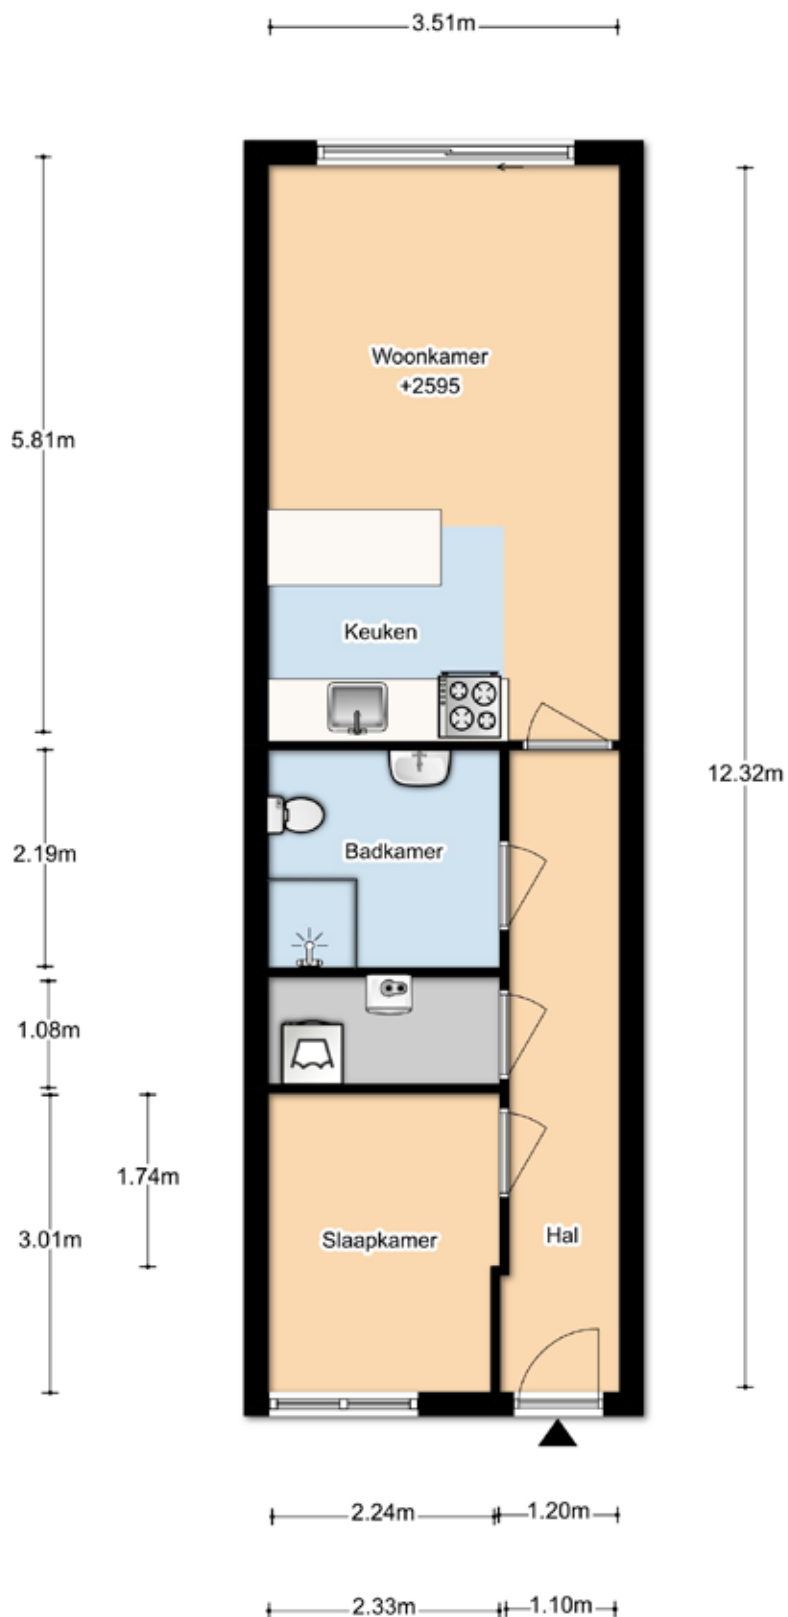 3.51m
Woonkamer
+2595
5.81m
Keuken
12.32m
2.19m
Badkamer
1.08m
1.74m
3.01m
Slaapkamer
Hal
2.24m
1.20m
2.33m
1.10m